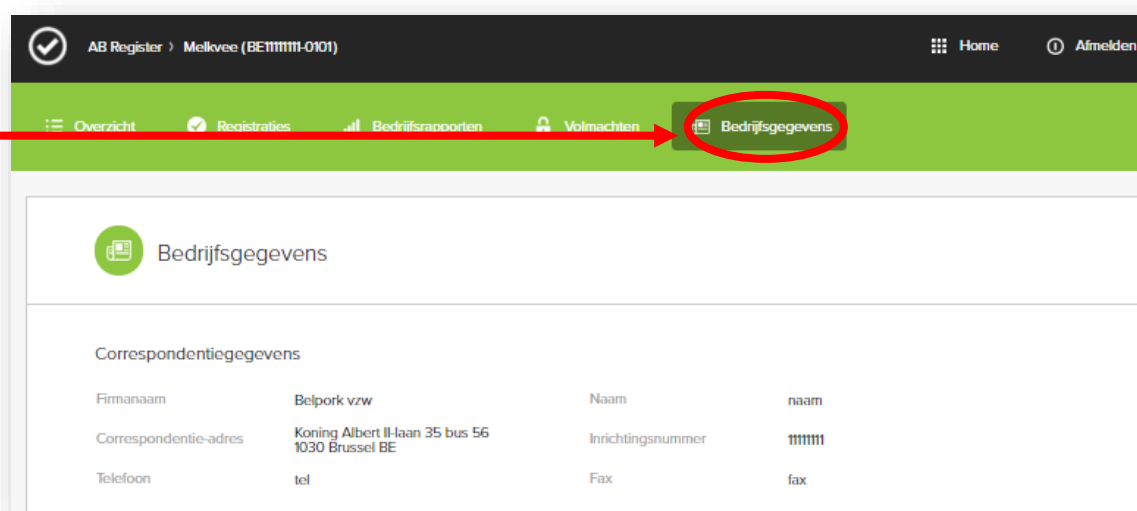 AB Register > Melkvee (BE11111111-0101)
Home
Afmelden
Overzicht
Registraties
Bedrijfsrapporten
Volmachten
Bedrijfsgegevens
Bedrijfsgegevens
Correspondentiegegevens
Firmanaam
Belpork vzw
Naam
naam
Correspondentie-adres
Koning Albert II-laan 35 bus 56
1030 Brussel BE
Inrichtingsnummer
11111111
Telefoon
tel
Fax
fax